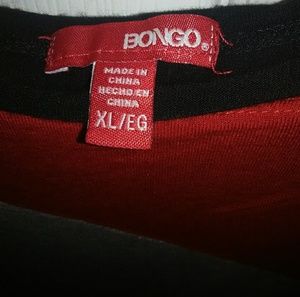 BONGO®
MADE IN
CHINA
HECHO EN
CHINA
XL/EG